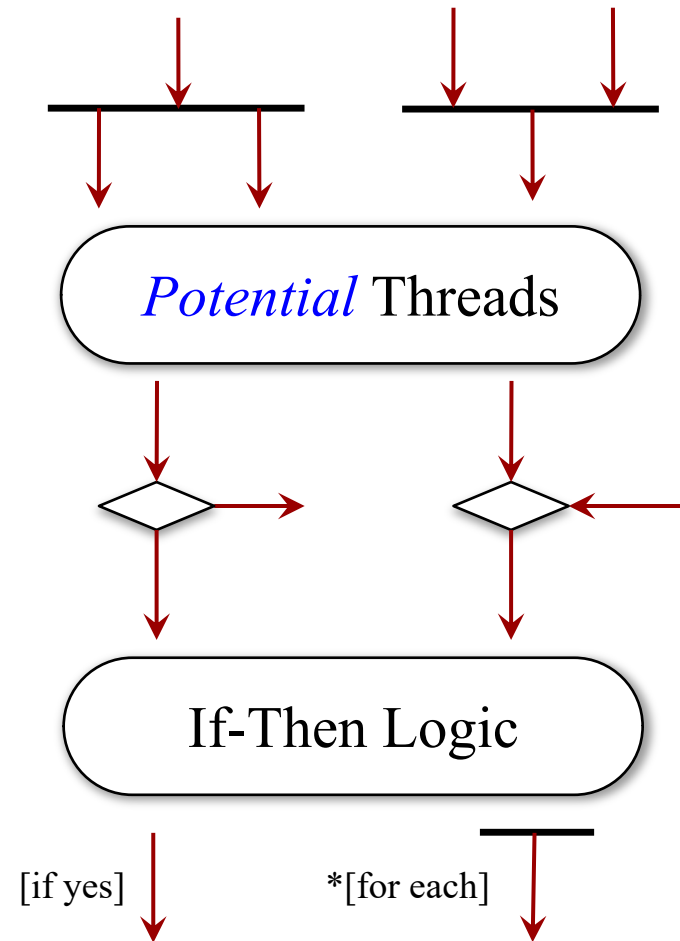 Potential Threads
If-Then Logic
[if yes]
*[for each]